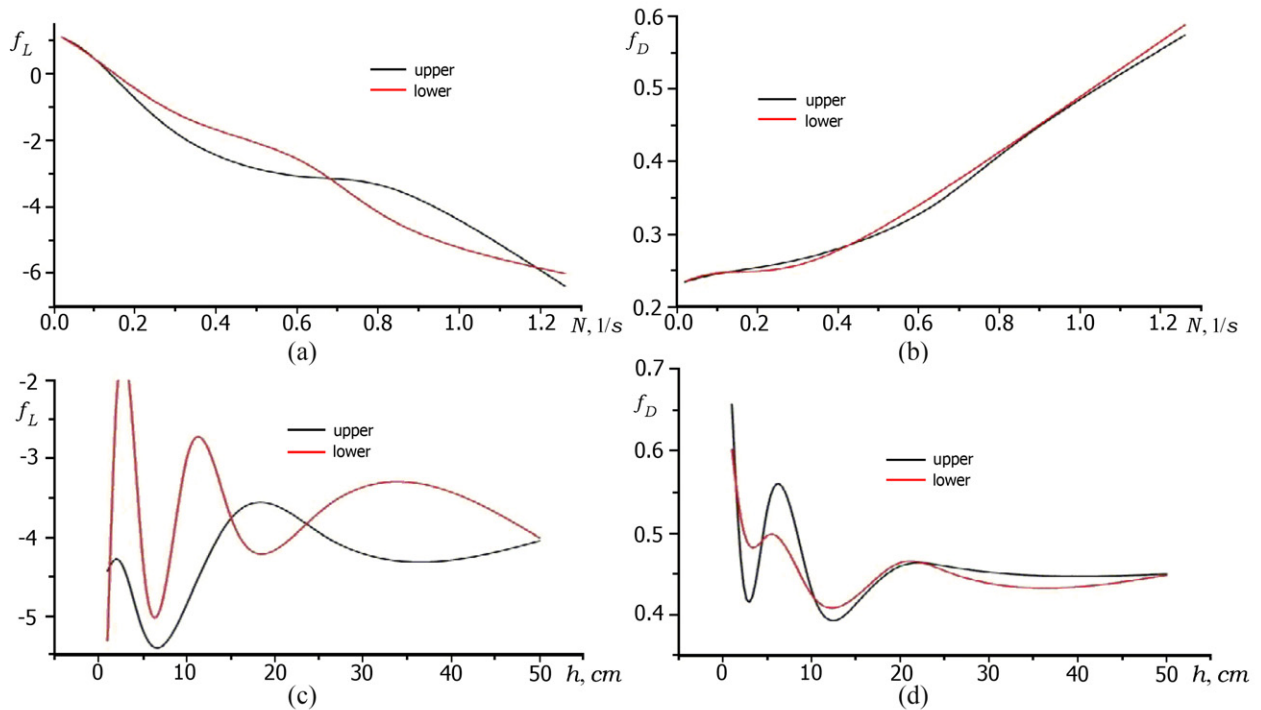 f_L
0
-2
-4
-6
upper
lower
0.0 0.2 0.4 0.6 0.8 1.0 1.2 N, 1/s
(a)
0.6
f_D
0.5
0.4
0.3
0.2
upper
lower
0.0 0.2 0.4 0.6 0.8 1.0 1.2 N, 1/s
(b)
-2
f_L
-3
-4
-5
upper
lower
0 10 20 30 40 50 h, cm
(c)
0.7
f_D
0.6
0.5
0.4
upper
lower
0 10 20 30 40 50 h, cm
(d)